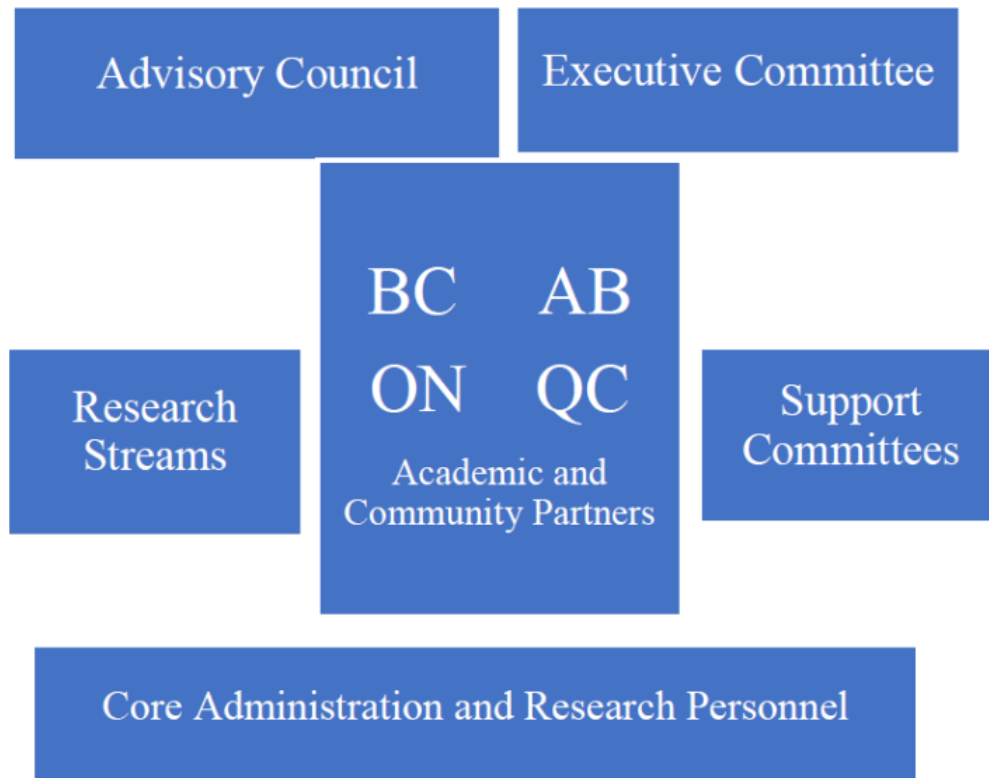 Advisory Council
Executive Committee
BC AB
ON QC
Academic and
Community Partners
Research
Streams
Support
Committees
Core Administration and Research Personnel